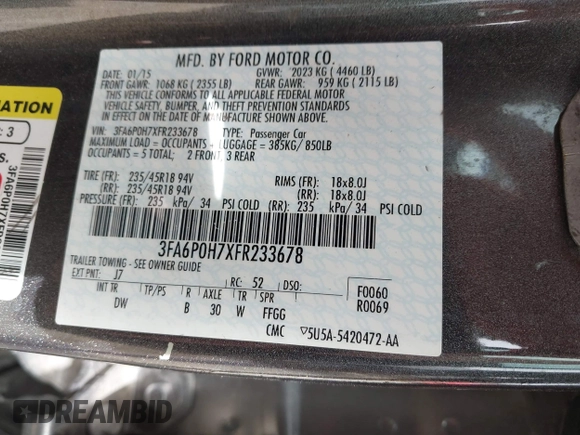 MFD. BY FORD MOTOR CO.
DATE: 01/15 GVWR: 2023 KG ( 4460 LB)
FRONT GAWR: 1068 KG ( 2355 LB) REAR GAWR: 959 KG ( 2115 LB)
THIS VEHICLE CONFORMS TO ALL APPLICABLE FEDERAL MOTOR
VEHICLE SAFETY, BUMPER, AND THEFT PREVENTION STANDARDS
IN EFFECT ON THE DATE OF MANUFACTURE SHOWN ABOVE.
VIN: 3FA6P0H7XFR233678 TYPE: Passenger Car
MAXIMUM LOAD = OCCUPANTS + LUGGAGE = 385KG/ 850LB
OCCUPANTS = 5 TOTAL; 2 FRONT, 3 REAR
TIRE (FR): 235/45R18 94V RIMS (FR): 18x8.0J
(RR): 235/45R18 94V (RR): 18x8.0J
PRESSURE (FR): 235 kPa/ 34 PSI COLD (RR): 235 kPa/ 34 PSI COLD
3FA6P0H7XFR233678
TRAILER TOWING - SEE OWNER GUIDE
EXT PNT: J7 RC: 52 DSO: F0060
INT TR TP/PS R AXLE TR SPR R0069
DW B 30 W FFGG
CMC 5U5A-5420472-AA
: 3
DREAMBID